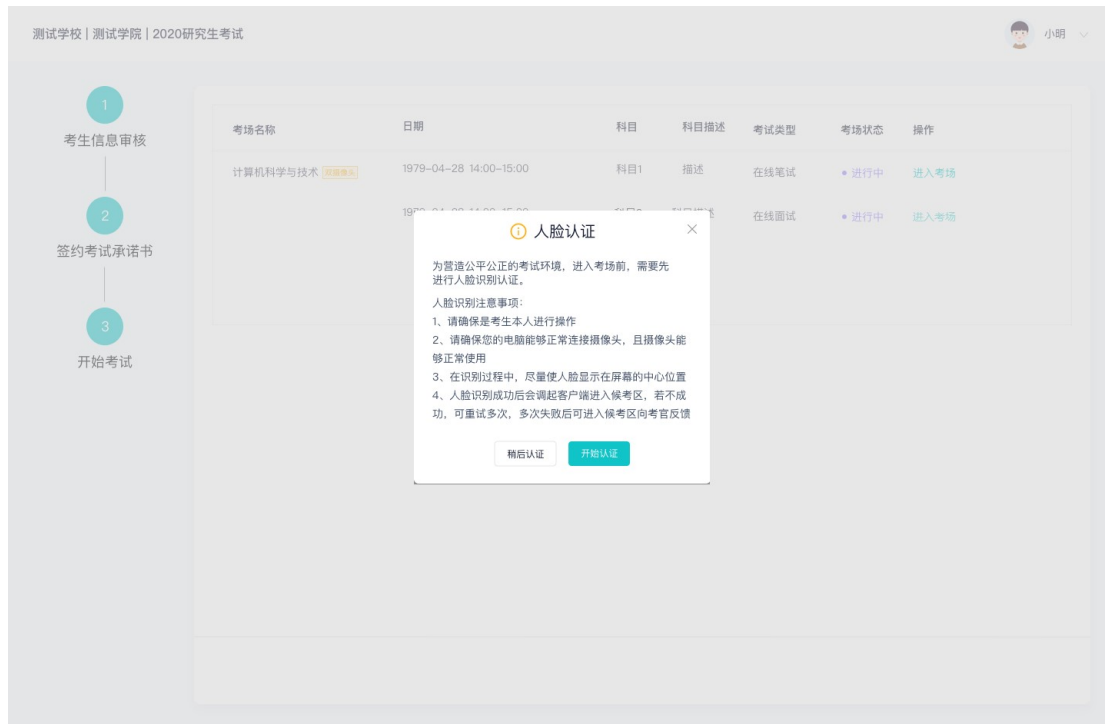 测试学校 | 测试学院 | 2020研究生考试
小明
1
考生信息审核
2
签约考试承诺书
3
开始考试
考场名称 日期 科目 科目描述 考试类型 考场状态 操作
计算机科学与技术 1979-04-28 14:00-15:00 科目1 描述 在线笔试 进行中 进入考场
在线面试 进行中 进入考场
人脸认证
为营造公平公正的考试环境，进入考场前，需要先
进行人脸识别认证。
人脸识别注意事项：
1、请确保是考生本人进行操作
2、请确保您的电脑能够正常连接摄像头，且摄像头能
够正常使用
3、在识别过程中，尽量使人脸显示在屏幕的中心位置
4、人脸识别成功后会调起客户端进入候考区，若不成
功，可重试多次，多次失败后可进入候考区向考官反馈
稍后认证 开始认证